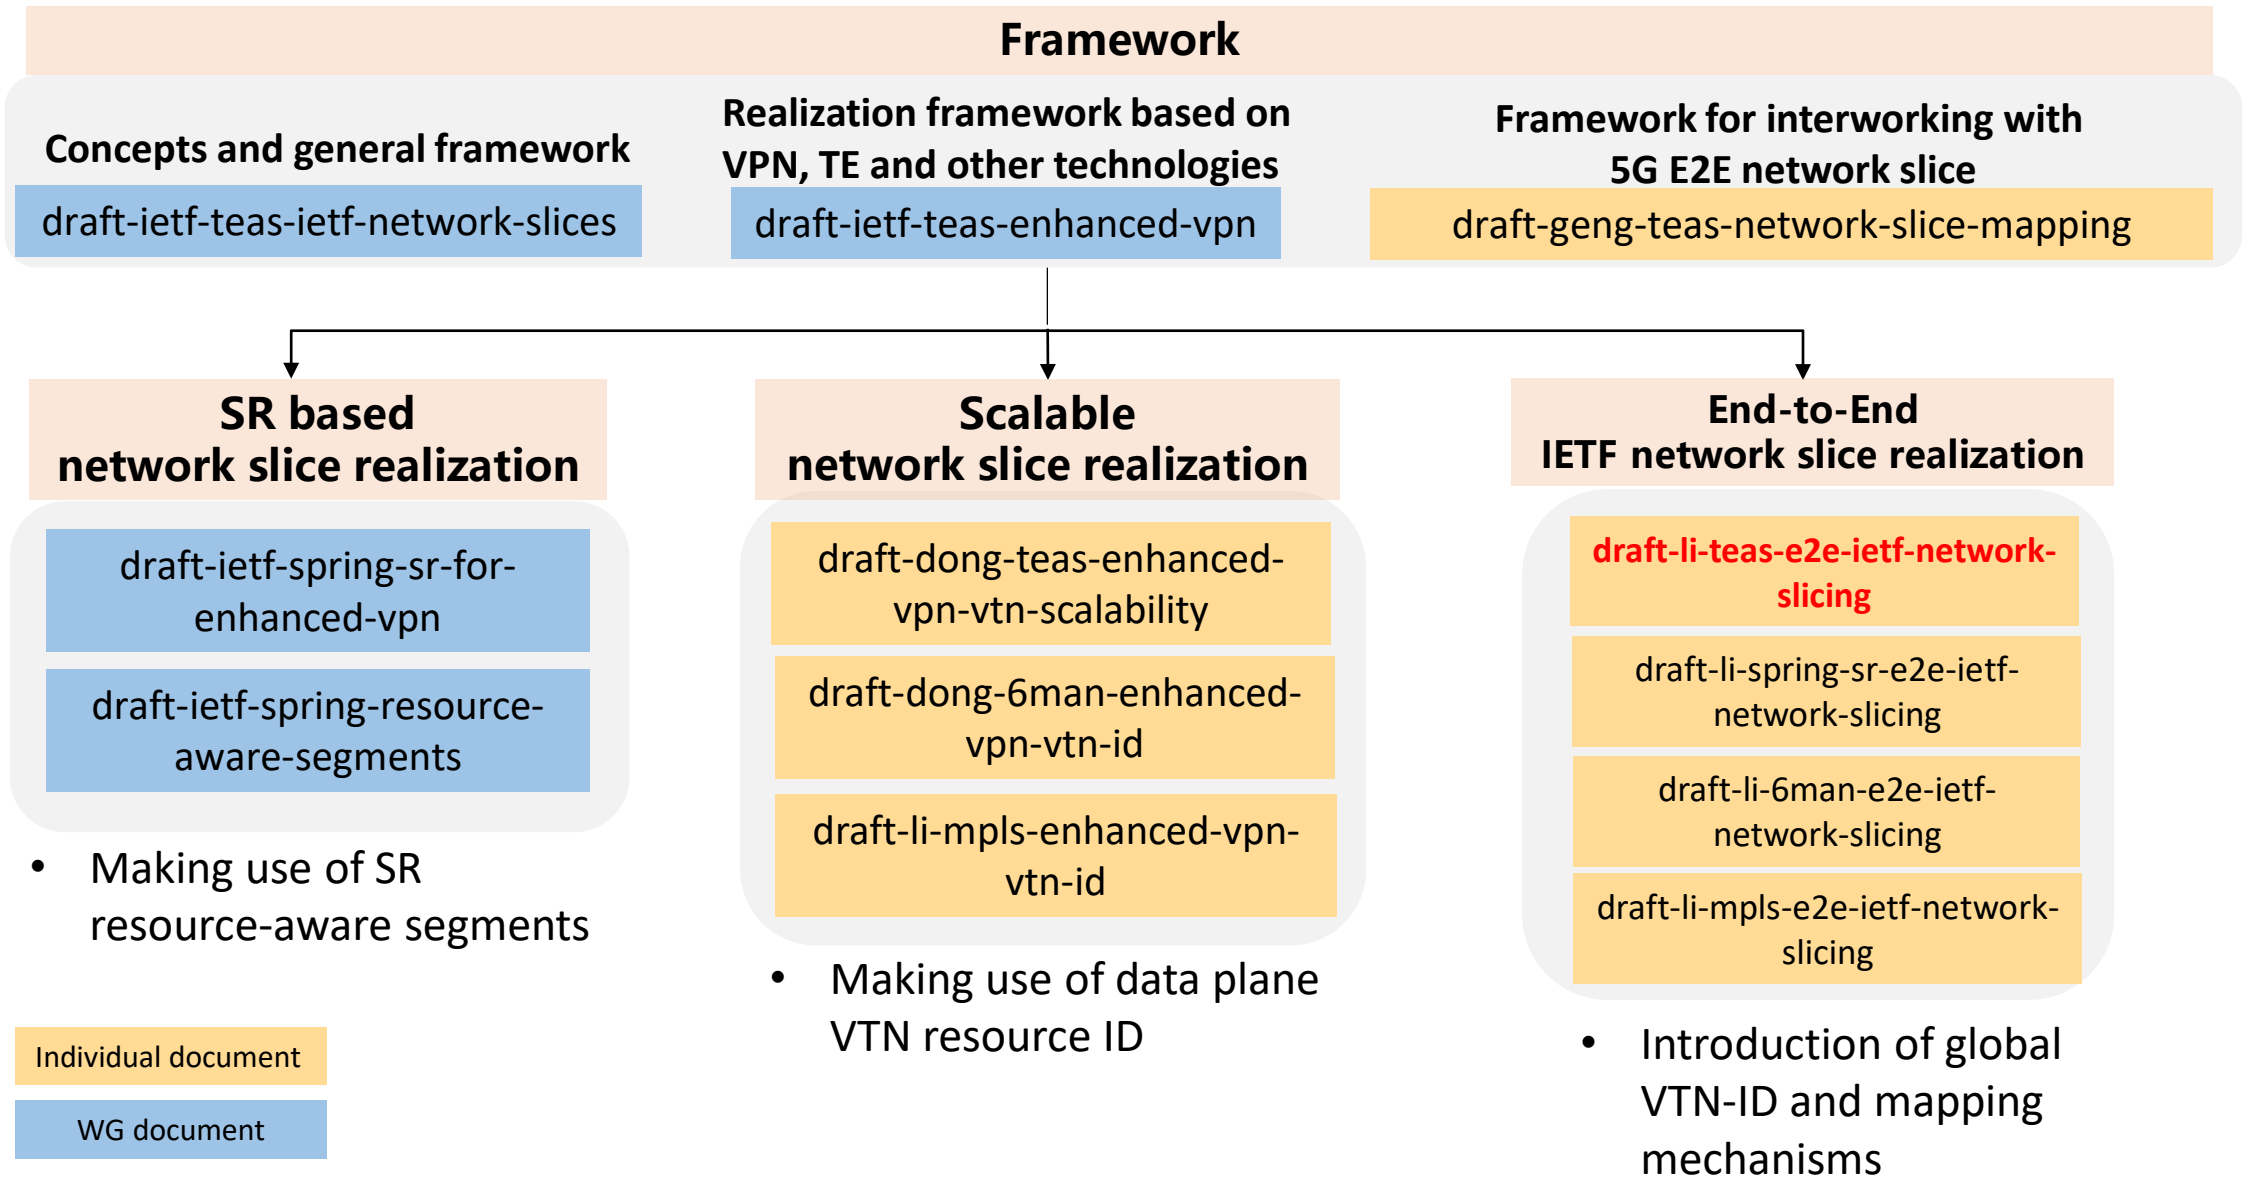 Framework
Concepts and general framework
draft-ietf-teas-ietf-network-slices
Realization framework based on
VPN, TE and other technologies
draft-ietf-teas-enhanced-vpn
Framework for interworking with
5G E2E network slice
draft-geng-teas-network-slice-mapping
SR based
network slice realization
draft-ietf-spring-sr-for-
enhanced-vpn
draft-ietf-spring-resource-
aware-segments
• Making use of SR
resource-aware segments
Scalable
network slice realization
draft-dong-teas-enhanced-
vpn-vtn-scalability
draft-dong-6man-enhanced-
vpn-vtn-id
draft-li-mpls-enhanced-vpn-
vtn-id
• Making use of data plane
VTN resource ID
End-to-End
IETF network slice realization
draft-li-teas-e2e-ietf-network-
slicing
draft-li-spring-sr-e2e-ietf-
network-slicing
draft-li-6man-e2e-ietf-
network-slicing
draft-li-mpls-e2e-ietf-network-
slicing
• Introduction of global
VTN-ID and mapping
mechanisms
Individual document
WG document